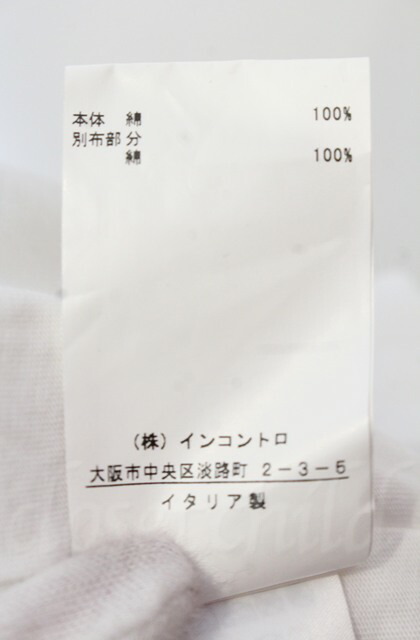 本体 綿 100%
別布部分
綿 100%
(株)インコントロ
大阪市中央区淡路町 2-3-5
イタリア製